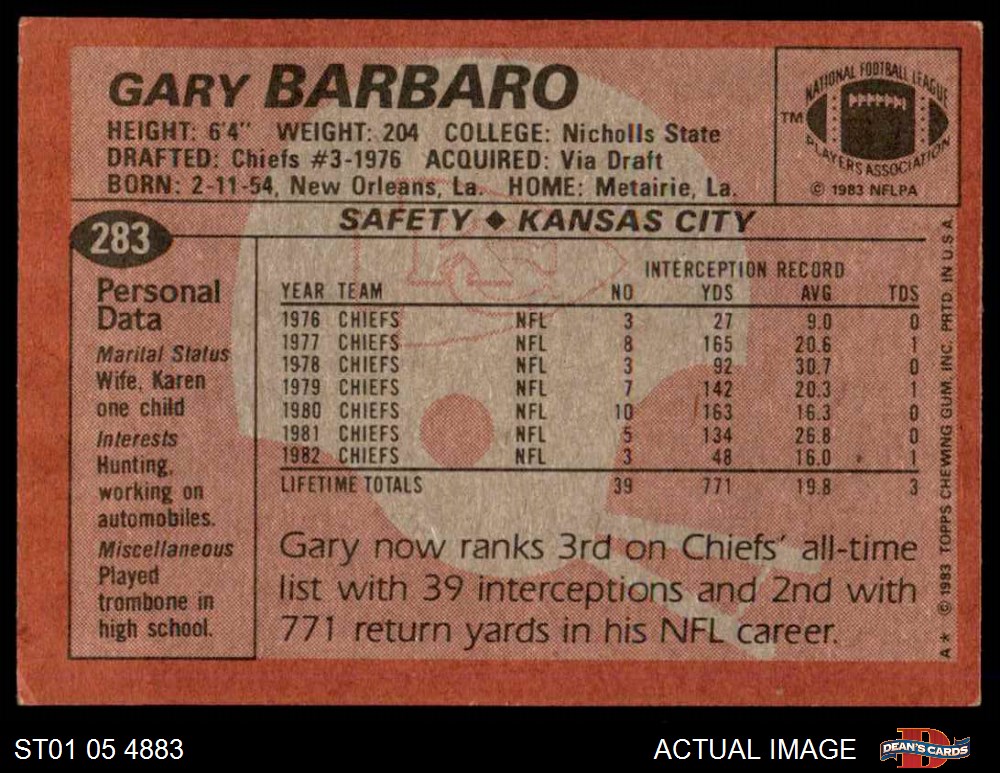 GARY BARBARO
HEIGHT: 6'4" WEIGHT: 204 COLLEGE: Nicholls State
DRAFTED: Chiefs #3-1976 ACQUIRED: Via Draft
BORN: 2-11-54, New Orleans, La. HOME: Metairie, La.
NATIONAL FOOTBALL LEAGUE
TM
PLAYERS ASSOCIATION
© 1983 NFLPA
283
SAFETY ◆ KANSAS CITY
Personal
Data
Marital Status
Wife, Karen
one child
Interests
Hunting,
working on
automobiles.
Miscellaneous
Played
trombone in
high school.
INTERCEPTION RECORD
YEAR TEAM NO YDS AVG TDS
1976 CHIEFS NFL 3 27 9.0 0
1977 CHIEFS NFL 8 165 20.6 1
1978 CHIEFS NFL 3 92 30.7 0
1979 CHIEFS NFL 7 142 20.3 1
1980 CHIEFS NFL 10 163 16.3 0
1981 CHIEFS NFL 5 134 26.8 0
1982 CHIEFS NFL 3 48 16.0 1
LIFETIME TOTALS 39 771 19.8 3
Gary now ranks 3rd on Chiefs' all-time
list with 39 interceptions and 2nd with
771 return yards in his NFL career.
A* © 1983 TOPPS CHEWING GUM, INC. PRTD. IN U.S.A.
KC
ST01 05 4883
ACTUAL IMAGE
DEAN'S CARDS